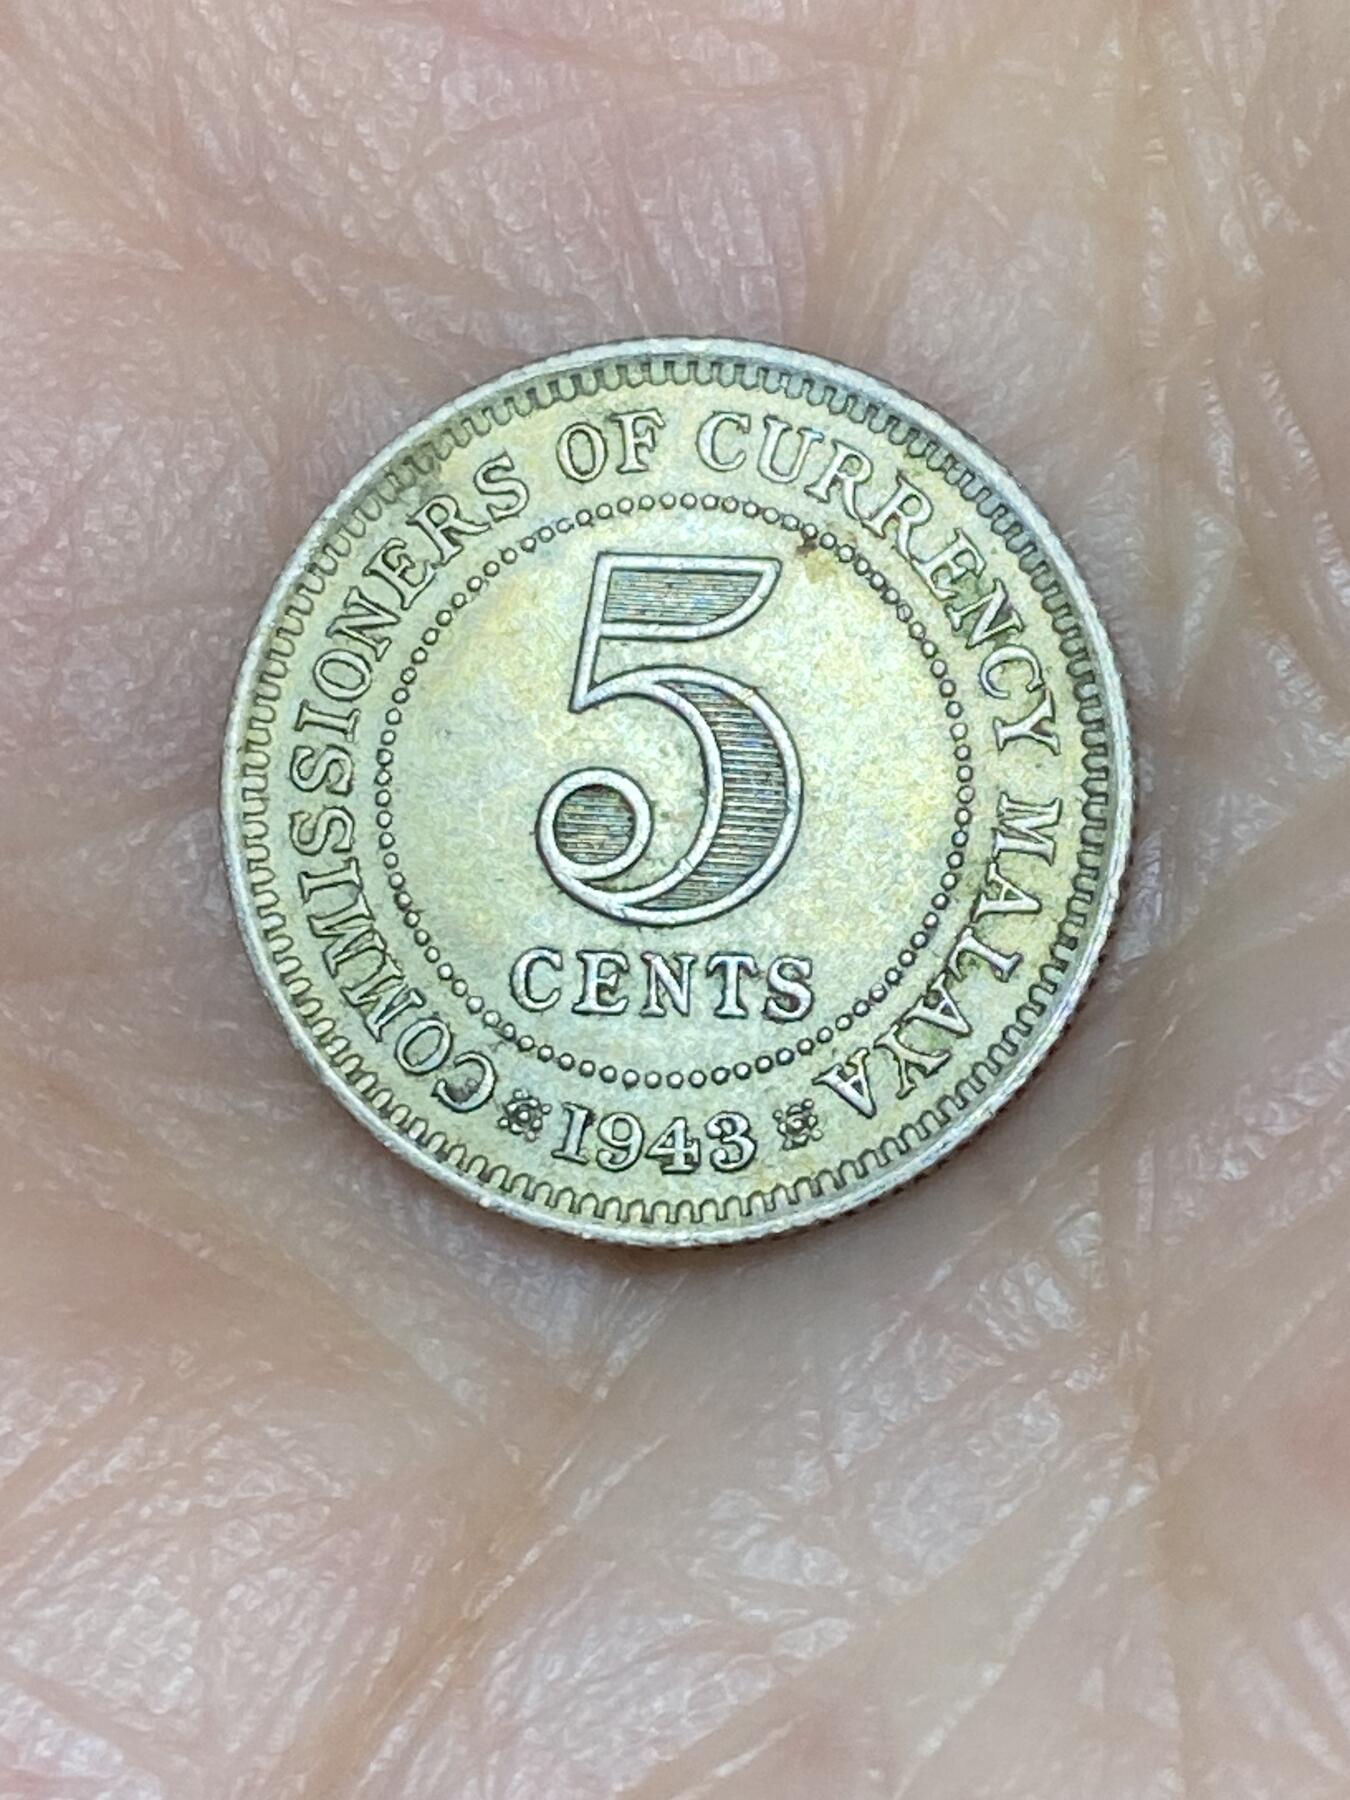 COMMISSIONERS OF CURRENCY MALAYA
5
CENTS
1943